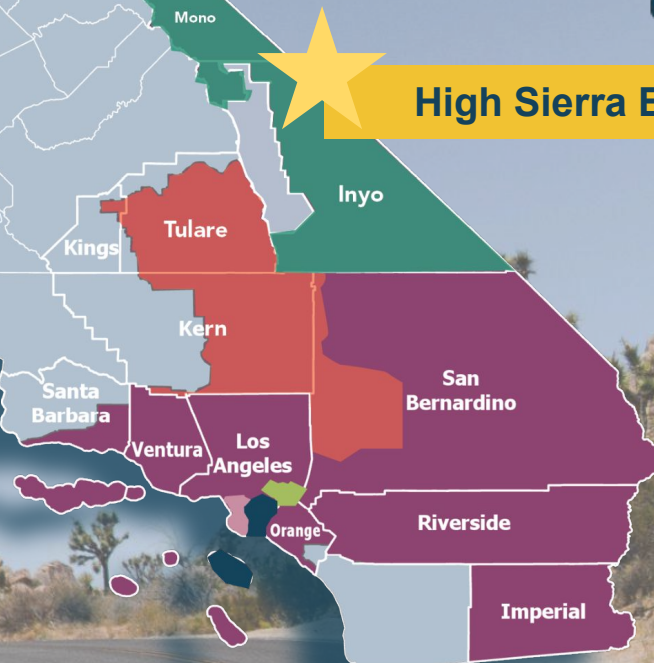 Mono
High Sierra E
Inyo
Tulare
Kings
Kern
San
Bernardino
Santa
Barbara
Ventura
Los
Angeles
Orange
Riverside
Imperial